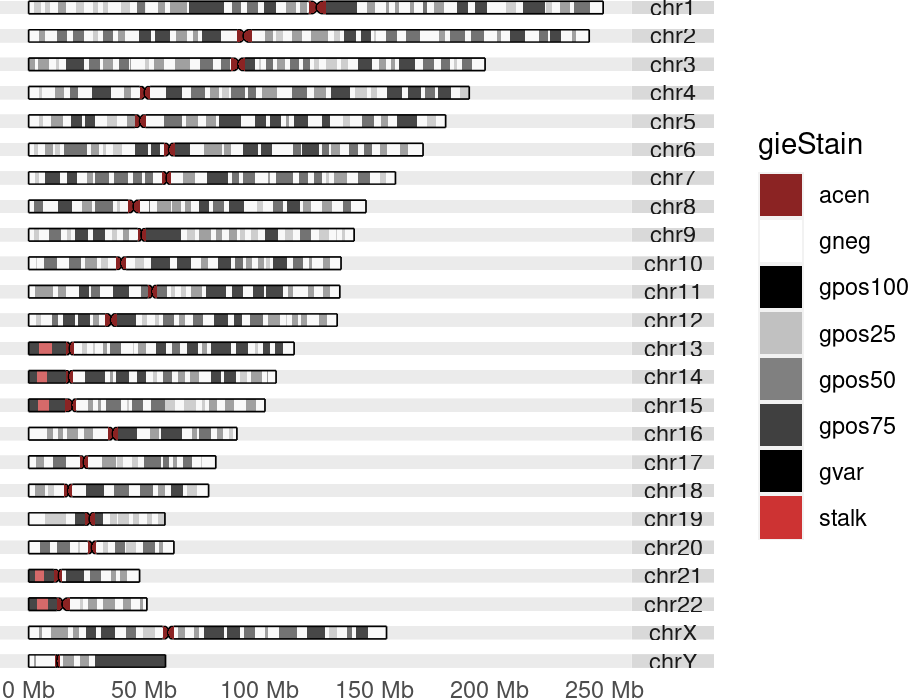 chr1
chr2
chr3
chr4
chr5
chr6
chr7
chr8
chr9
chr10
chr11
chr12
chr13
chr14
chr15
chr16
chr17
chr18
chr19
chr20
chr21
chr22
chrX
chrY
0 Mb 50 Mb 100 Mb 150 Mb 200 Mb 250 Mb
gieStain
acen
gneg
gpos100
gpos25
gpos50
gpos75
gvar
stalk